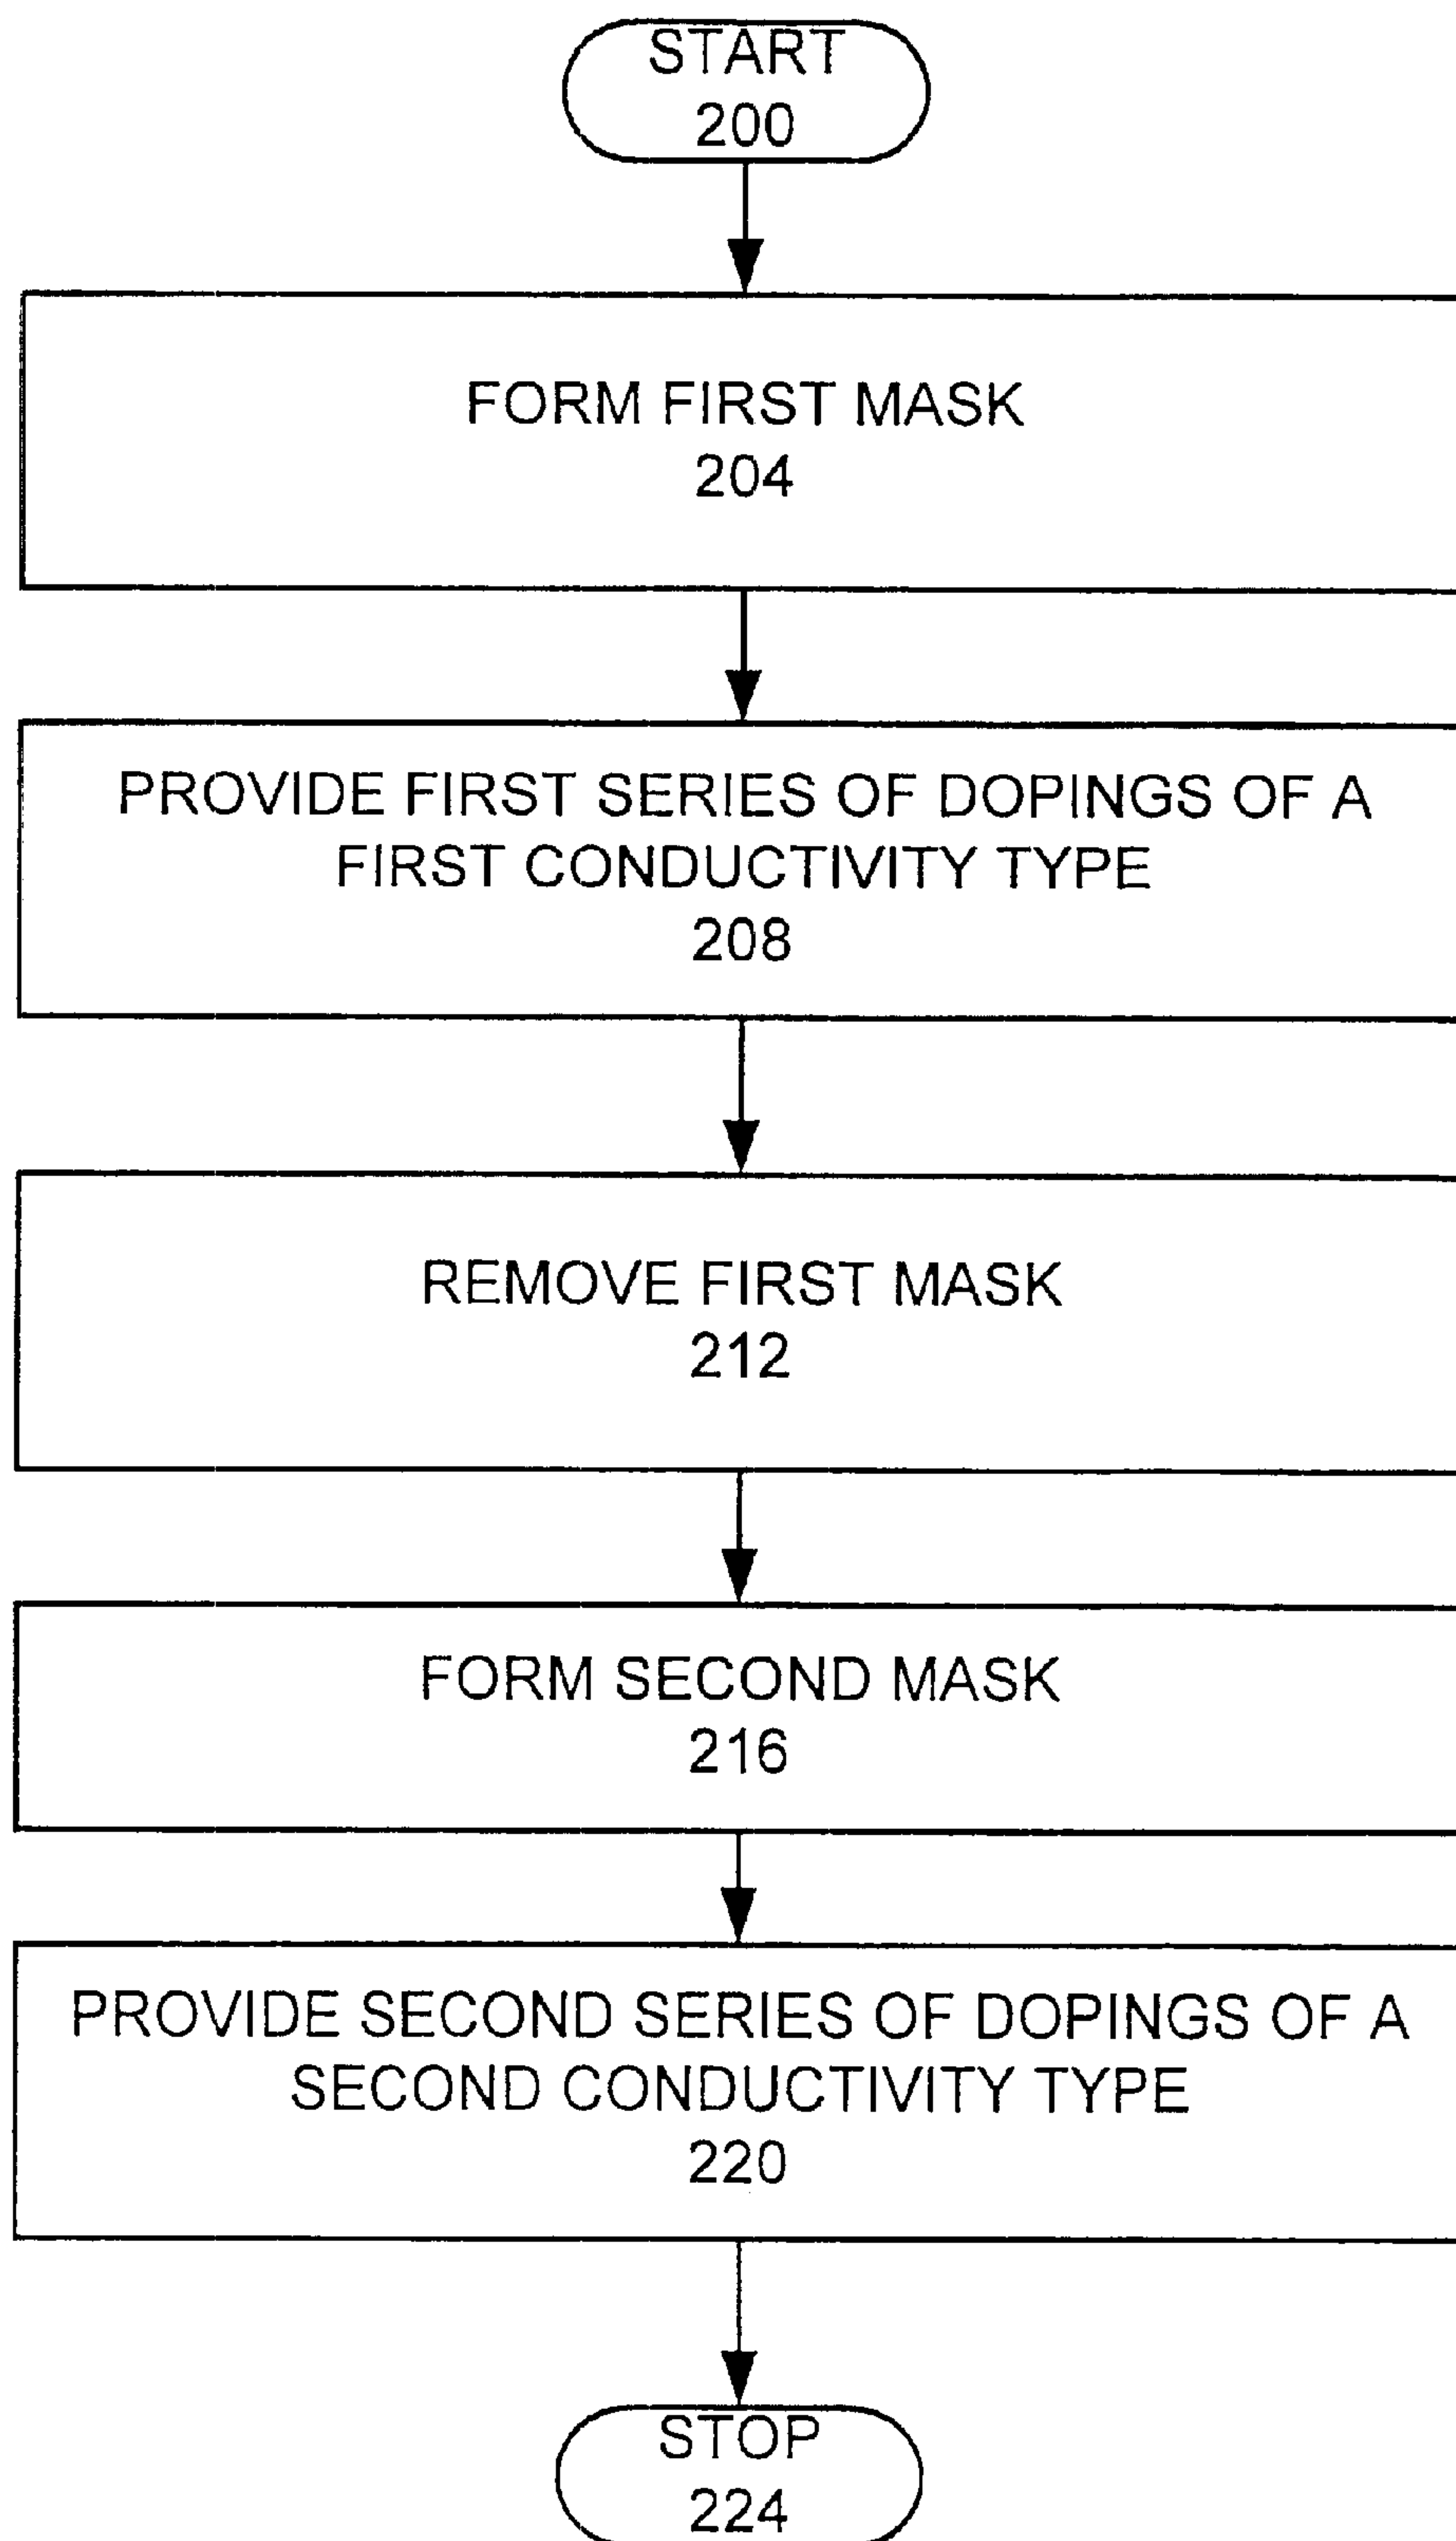 START
200
FORM FIRST MASK
204
PROVIDE FIRST SERIES OF DOPINGS OF A
FIRST CONDUCTIVITY TYPE
208
REMOVE FIRST MASK
212
FORM SECOND MASK
216
PROVIDE SECOND SERIES OF DOPINGS OF A
SECOND CONDUCTIVITY TYPE
220
STOP
224